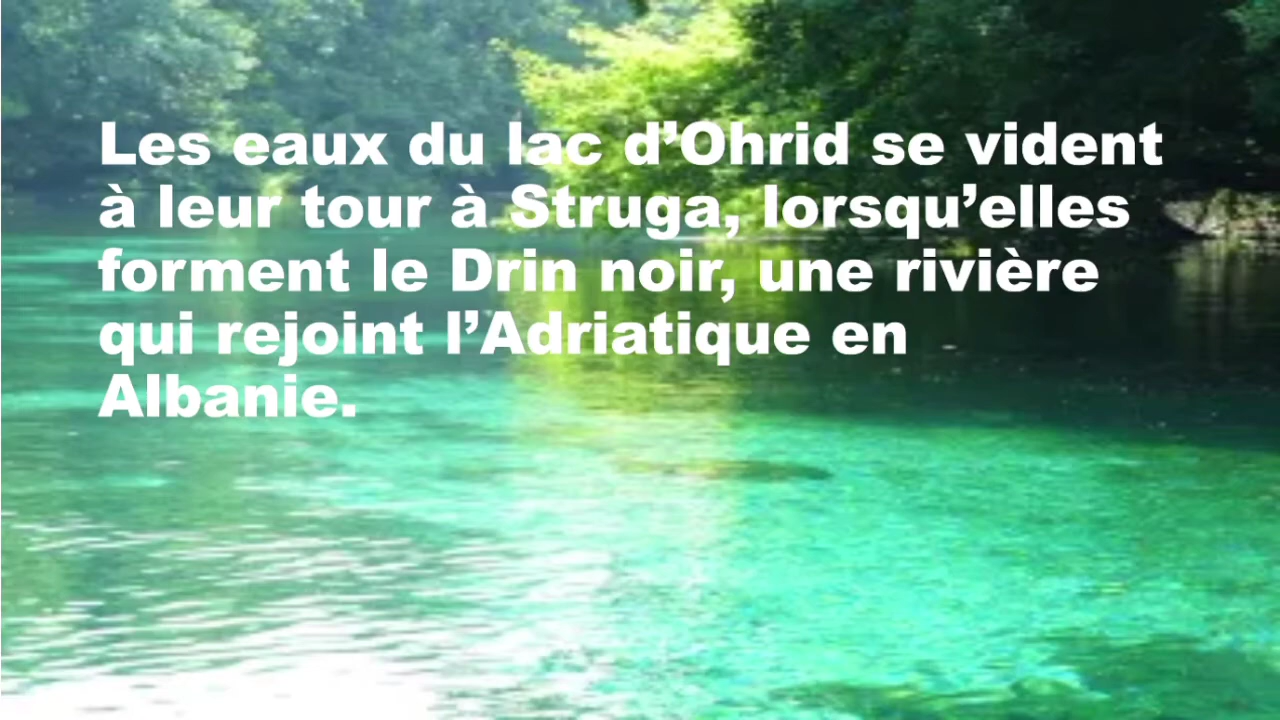 Les eaux du lac d’Ohrid se vident
à leur tour à Struga, lorsqu’elles
forment le Drin noir, une rivière
qui rejoint l’Adriatique en
Albanie.